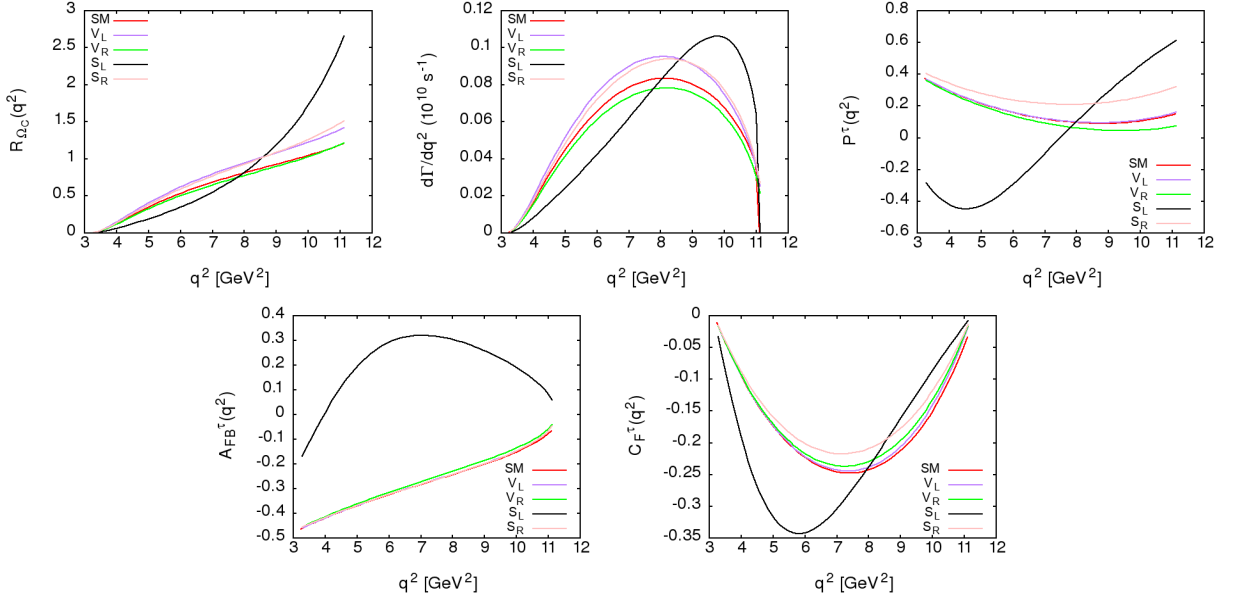 R_Ω_C(q²)
SM
V_L
V_R
S_L
S_R
3
2.5
2
1.5
1
0.5
0
3 4 5 6 7 8 9 10 11 12
q² [GeV²]
dΓ/dq² (10¹⁰ s⁻¹)
SM
V_L
V_R
S_L
S_R
0.12
0.1
0.08
0.06
0.04
0.02
0
3 4 5 6 7 8 9 10 11 12
q² [GeV²]
P^τ(q²)
0.8
0.6
0.4
0.2
0
-0.2
-0.4
-0.6
SM
V_L
V_R
S_L
S_R
3 4 5 6 7 8 9 10 11 12
q² [GeV²]
A_FB^τ(q²)
0.4
0.3
0.2
0.1
0
-0.1
-0.2
-0.3
-0.4
-0.5
SM
V_L
V_R
S_L
S_R
3 4 5 6 7 8 9 10 11 12
q² [GeV²]
C_F^τ(q²)
0
-0.05
-0.1
-0.15
-0.2
-0.25
-0.3
-0.35
SM
V_L
V_R
S_L
S_R
3 4 5 6 7 8 9 10 11 12
q² [GeV²]